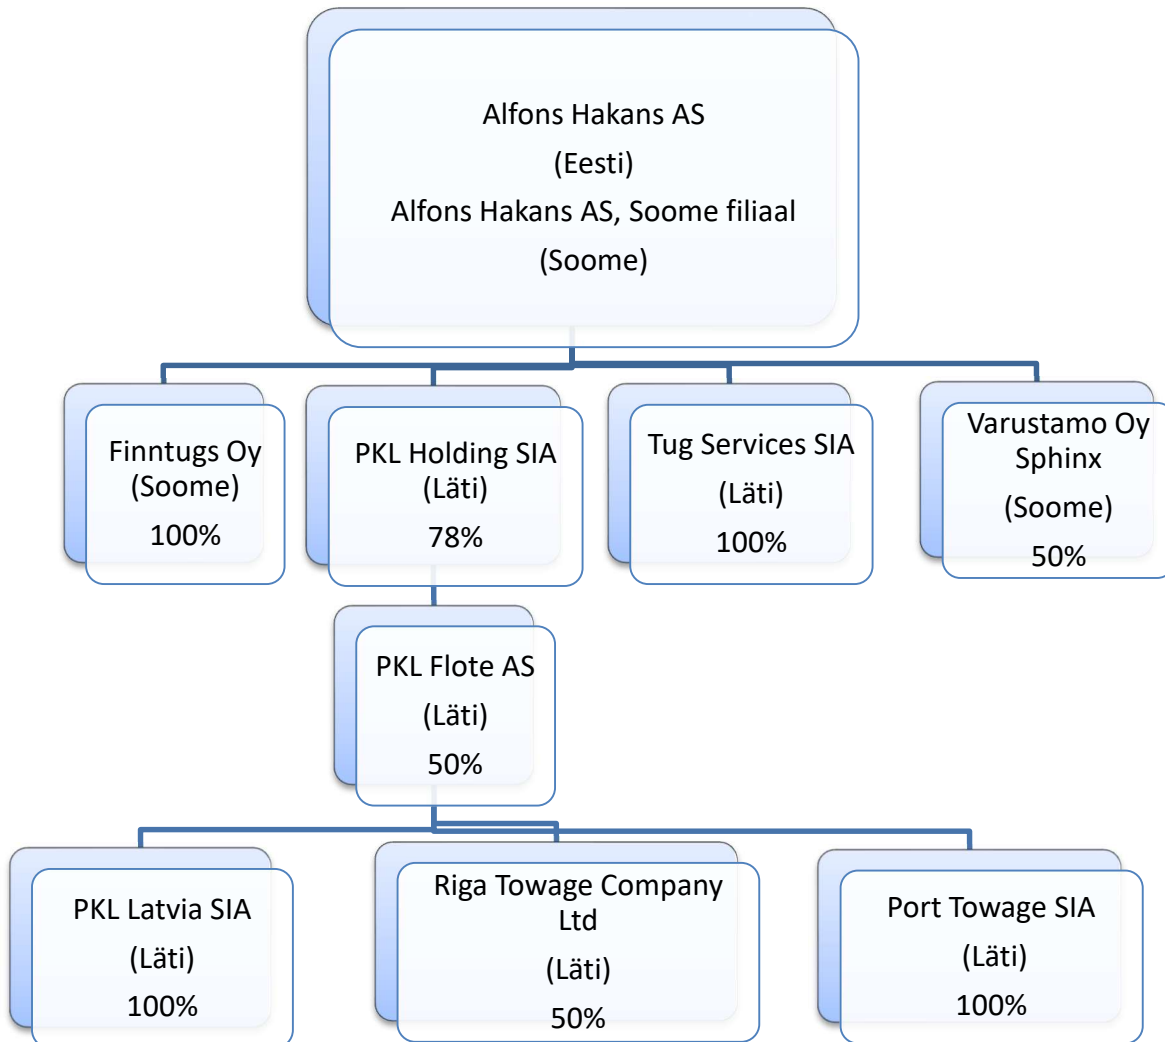 Alfons Hakans AS
(Eesti)
Alfons Hakans AS, Soome filiaal
(Soome)
Finntugs Oy
(Soome)
100%
PKL Holding SIA
(Läti)
78%
Tug Services SIA
(Läti)
100%
Varustamo Oy
Sphinx
(Soome)
50%
PKL Flote AS
(Läti)
50%
PKL Latvia SIA
(Läti)
100%
Riga Towage Company
Ltd
(Läti)
50%
Port Towage SIA
(Läti)
100%